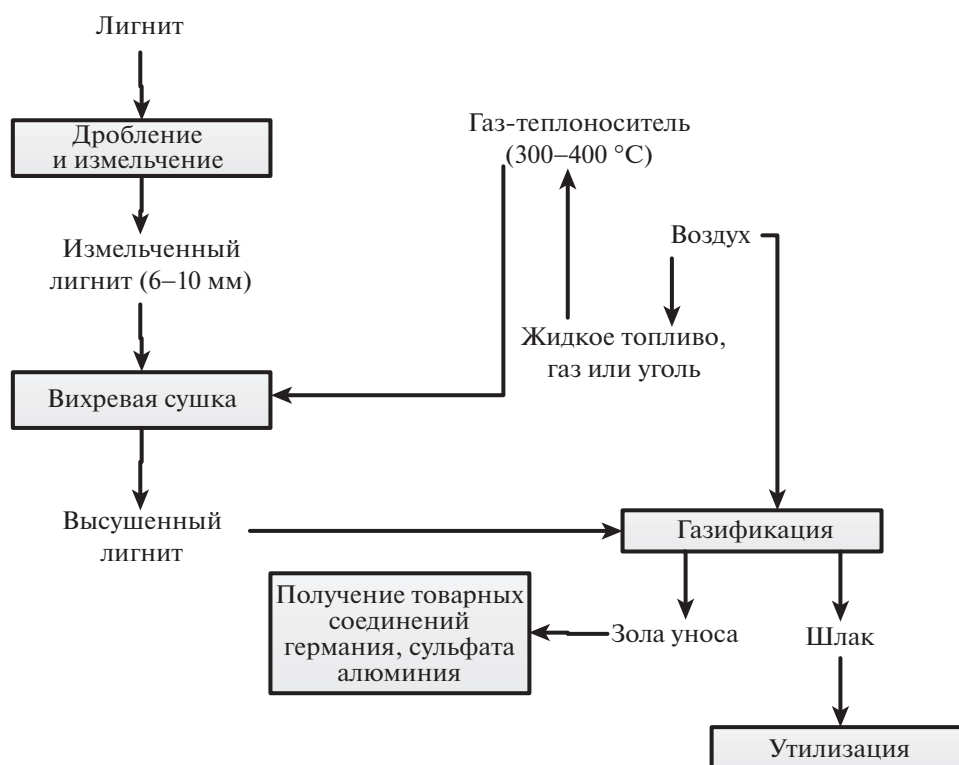 Лигнит
Дробление
и измельчение
Газ-теплоноситель
(300–400 °C)
Измельченный
лигнит (6–10 мм)
Воздух
Жидкое топливо,
газ или уголь
Вихревая сушка
Высушенный
лигнит
Газификация
Получение товарных
соединений
германия, сульфата
алюминия
Зола уноса
Шлак
Утилизация